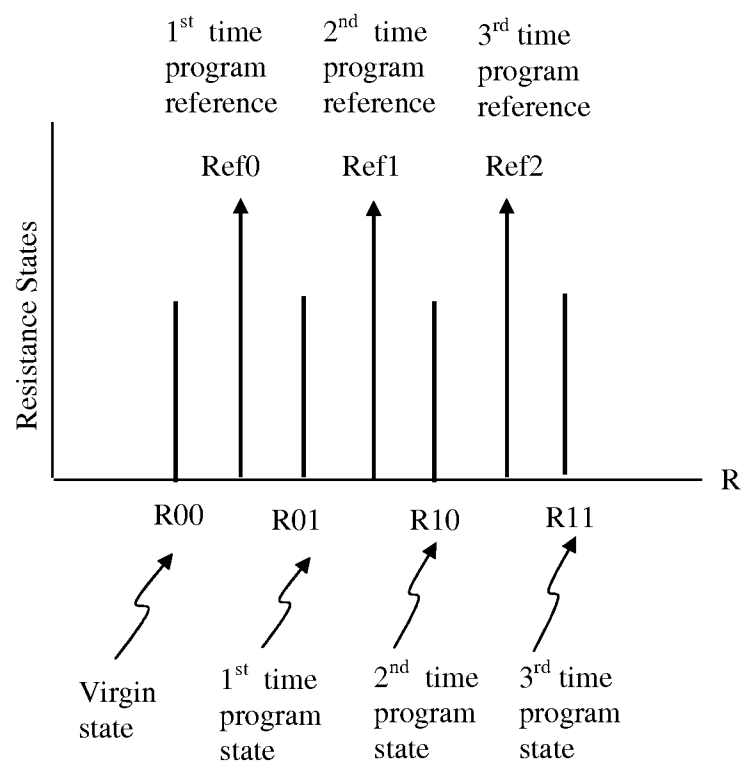 1st time
program
reference
2nd time
program
reference
3rd time
program
reference
Ref0
Ref1
Ref2
Resistance States
R
R00
R01
R10
R11
Virgin
state
1st time
program
state
2nd time
program
state
3rd time
program
state